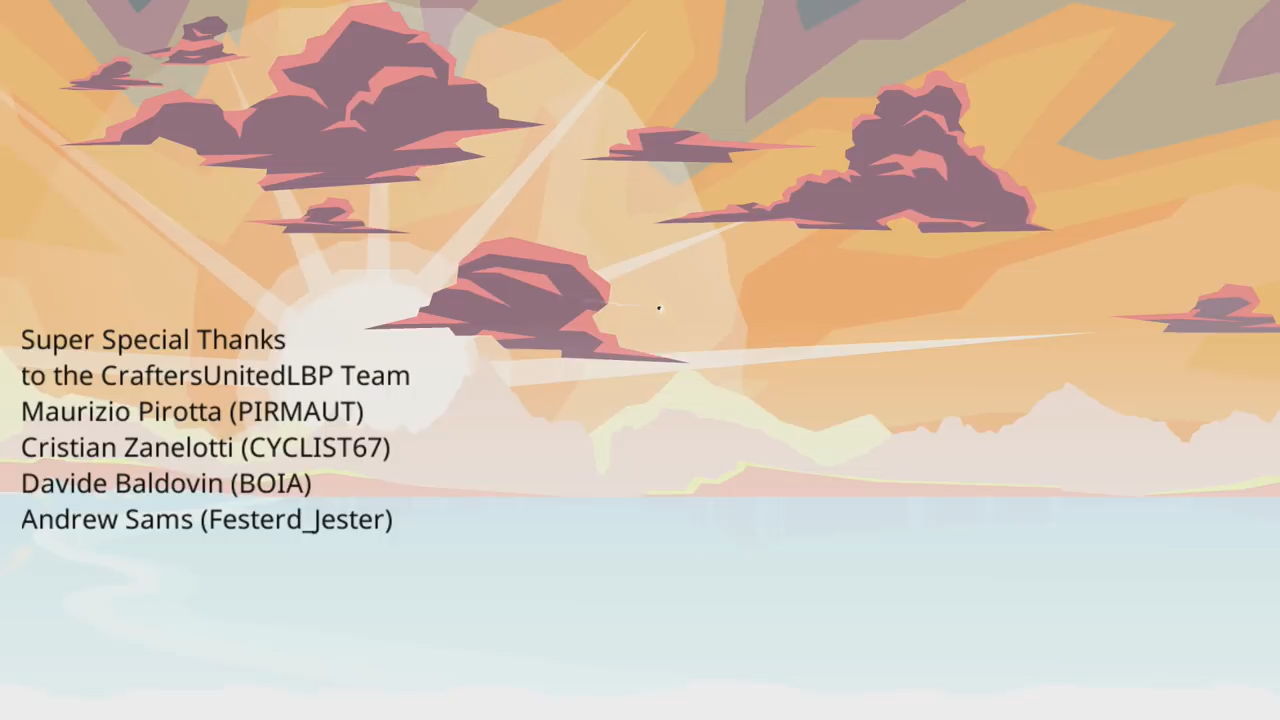 Super Special Thanks
to the CraftersUnitedLBP Team
Maurizio Pirotta (PIRMAUT)
Cristian Zanelotti (CYCLIST67)
Davide Baldovin (BOIA)
Andrew Sams (Festerd_Jester)